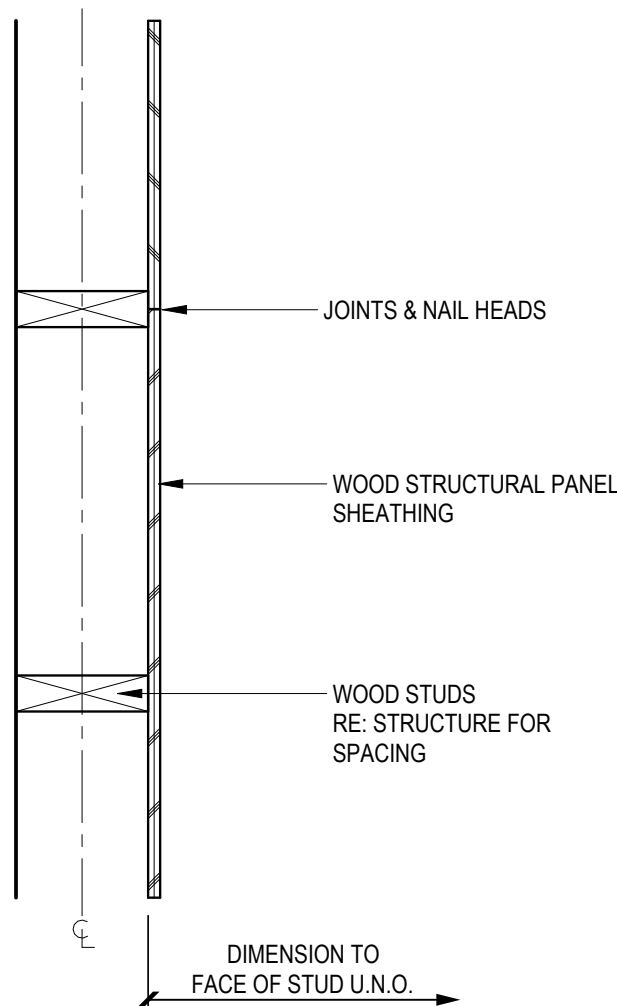 JOINTS & NAIL HEADS
WOOD STRUCTURAL PANEL
SHEATHING
WOOD STUDS
RE: STRUCTURE FOR
SPACING
℄
DIMENSION TO
FACE OF STUD U.N.O.